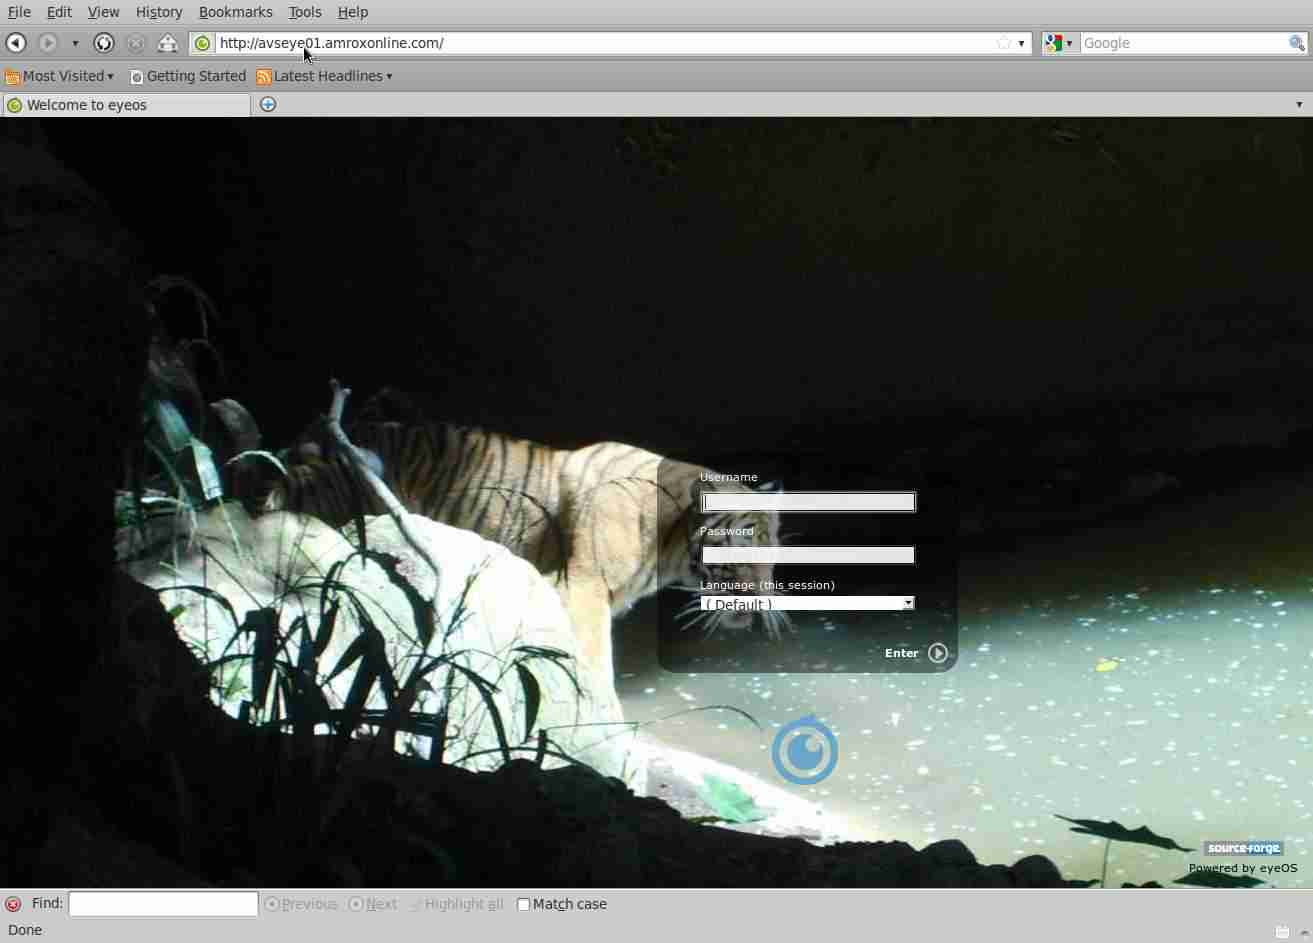 File Edit View History Bookmarks Tools Help
http://avseye01.amroxonline.com/ Google
Most Visited Getting Started Latest Headlines
Welcome to eyeos
Username
Password
Language (this session)
( Default )
Enter
source·forge
Powered by eyeOS
Find: Previous Next Highlight all Match case
Done